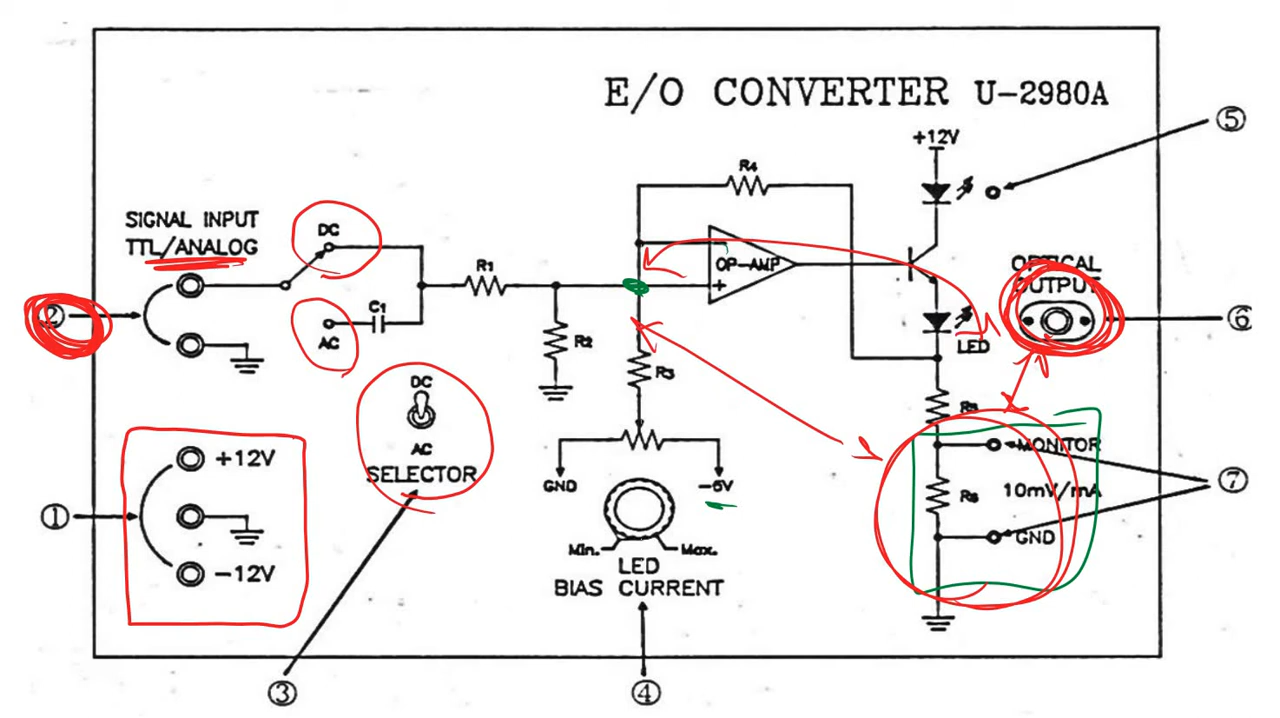 E/O CONVERTER U-2980A
⑤
+12V
R₄
SIGNAL INPUT
TTL/ANALOG
DC
OP-AMP
+
OPTICAL
OUTPUT
R₁
②
C₁
AC
⑥
LED
R₂
R₃
DC
AC
SELECTOR
MONITOR
+12V
GND
-5V
R₆
10mV/mA
⑦
①
GND
Min.
Max.
-12V
LED
BIAS CURRENT
③
④